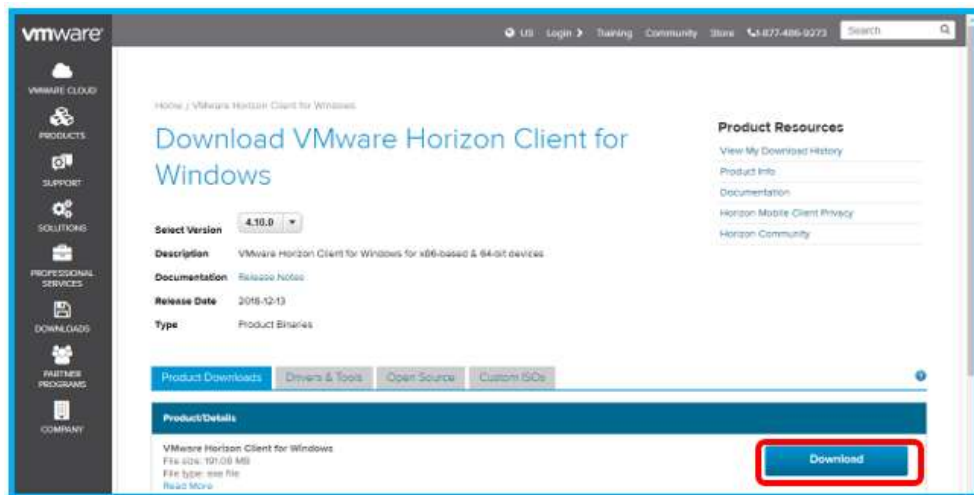 vmware
US Login > Training Community Store 1-877-486-9273 Search
VMWARE CLOUD
PRODUCTS
SUPPORT
SOLUTIONS
PROFESSIONAL
SERVICES
DOWNLOADS
PARTNER
PROGRAMS
COMPANY
Home / VMware Horizon Client for Windows
Download VMware Horizon Client for
Windows
Select Version 4.10.0
Description VMware Horizon Client for Windows for x86-based & 64-bit devices
Documentation Release Notes
Release Date 2018-12-13
Type Product Binaries
Product Resources
View My Download History
Product Info
Documentation
Horizon Mobile Client Privacy
Horizon Community
Product Downloads Drivers & Tools Open Source Custom ISOs
Product/Details
VMware Horizon Client for Windows
File size: 191.08 MB
File type: exe file
Read More
Download